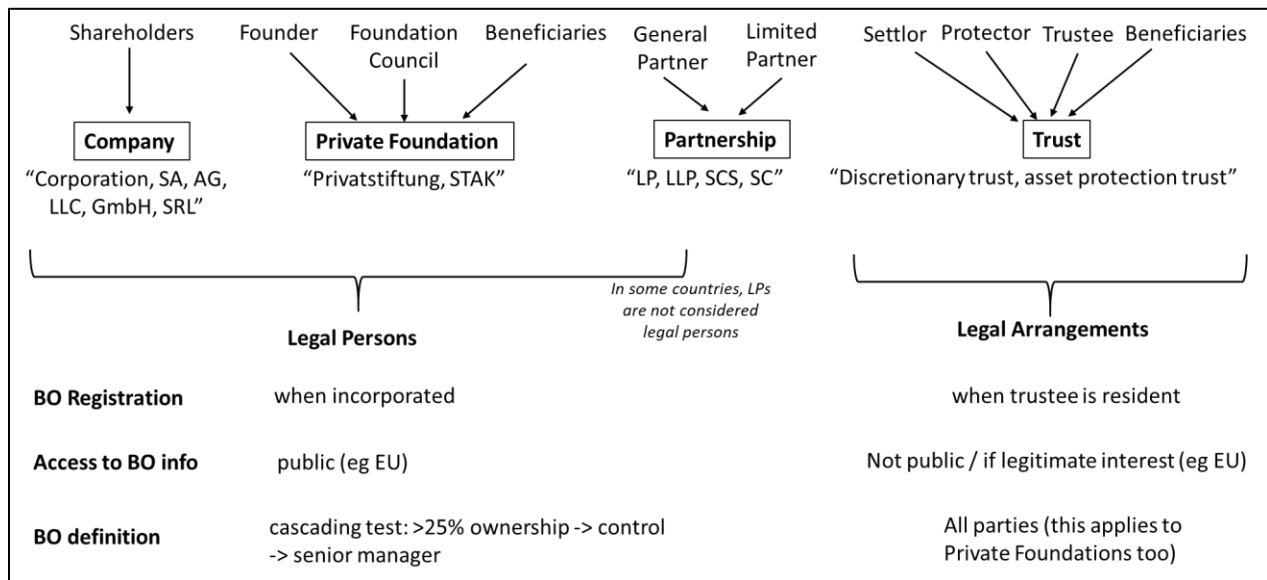 Shareholders
Founder
Foundation
Council
Beneficiaries
General
Partner
Limited
Partner
Settlor
Protector
Trustee
Beneficiaries
Company
Private Foundation
Partnership
Trust
“Corporation, SA, AG,
LLC, GmbH, SRL”
“Privatstiftung, STAK”
“LP, LLP, SCS, SC”
“Discretionary trust, asset protection trust”
In some countries, LPs
are not considered
legal persons
Legal Persons
Legal Arrangements
BO Registration
when incorporated
when trustee is resident
Access to BO info
public (eg EU)
Not public / if legitimate interest (eg EU)
BO definition
cascading test: >25% ownership -> control
-> senior manager
All parties (this applies to
Private Foundations too)